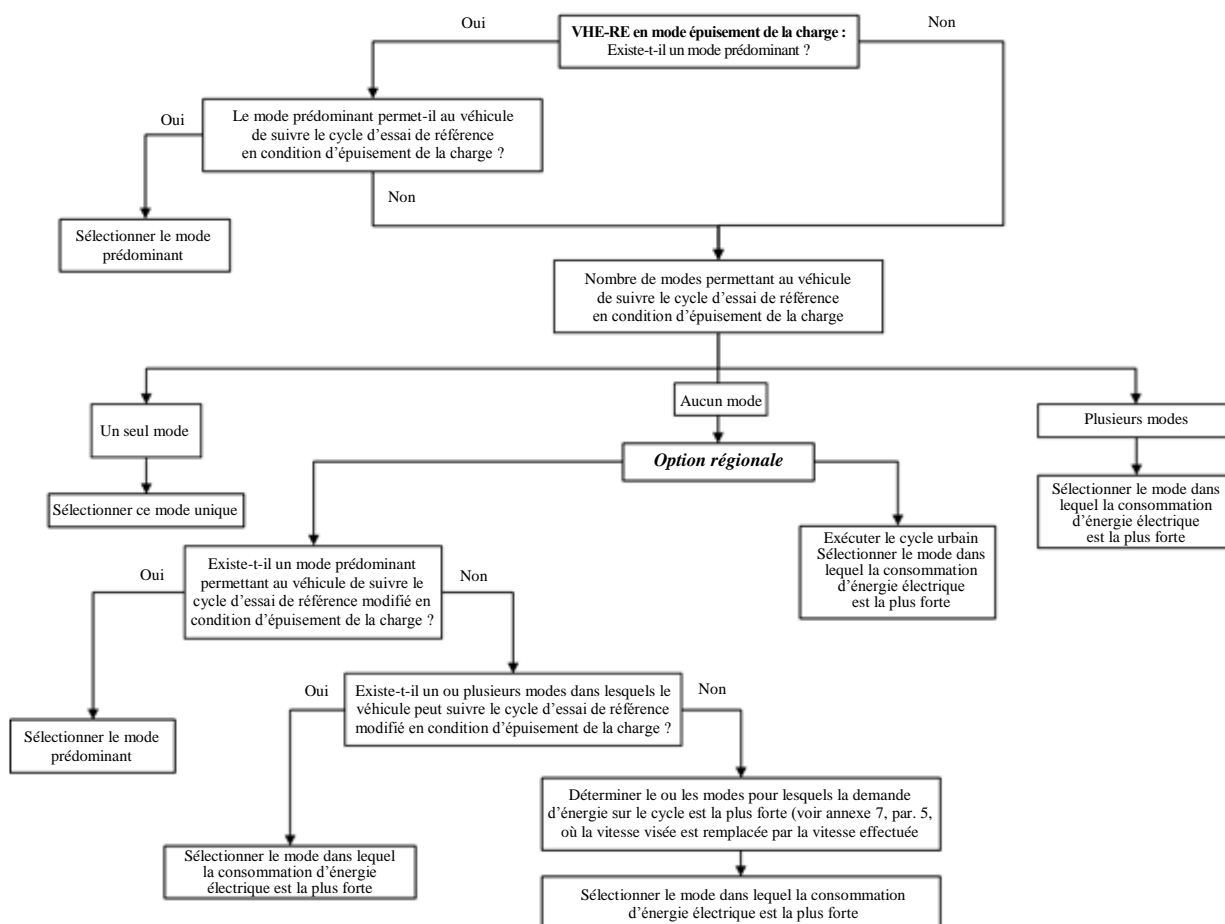 Oui
VHE-RE en mode épuisement de la charge :
Existe-t-il un mode prédominant ?
Non
Oui
Le mode prédominant permet-il au véhicule
de suivre le cycle d'essai de référence
en condition d'épuisement de la charge ?
Non
Sélectionner le mode
prédominant
Nombre de modes permettant au véhicule
de suivre le cycle d'essai de référence
en condition d'épuisement de la charge
Un seul mode
Aucun mode
Plusieurs modes
Sélectionner ce mode unique
Option régionale
Sélectionner le mode dans
lequel la consommation
d'énergie électrique
est la plus forte
Exécuter le cycle urbain
Sélectionner le mode dans
lequel la consommation
d'énergie électrique
est la plus forte
Oui
Existe-t-il un mode prédominant
permettant au véhicule de suivre le
cycle d'essai de référence modifié en
condition d'épuisement de la charge ?
Non
Sélectionner le mode
prédominant
Oui
Existe-t-il un ou plusieurs modes dans lesquels le
véhicule peut suivre le cycle d'essai de référence
modifié en condition d'épuisement de la charge ?
Non
Sélectionner le mode dans lequel
la consommation d'énergie
électrique est la plus forte
Déterminer le ou les modes pour lesquels la demande
d'énergie sur le cycle est la plus forte (voir annexe 7, par. 5,
où la vitesse visée est remplacée par la vitesse effectuée
Sélectionner le mode dans lequel la consommation
d'énergie électrique est la plus forte